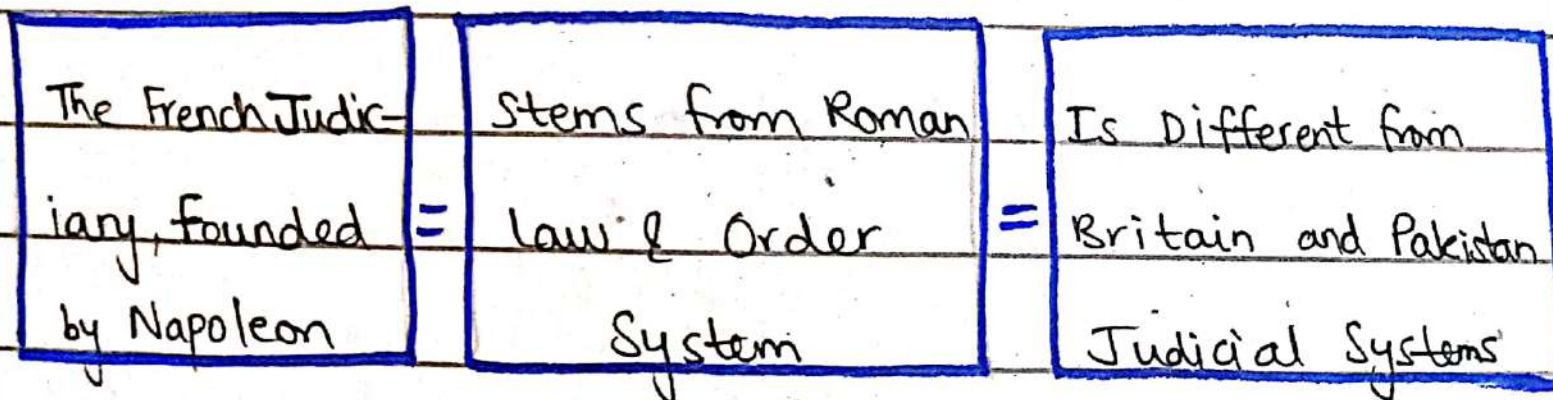 The French Judic-
iary, founded
by Napoleon
=
Stems from Roman
law & Order
System
=
Is Different from
Britain and Pakistan
Judicial Systems